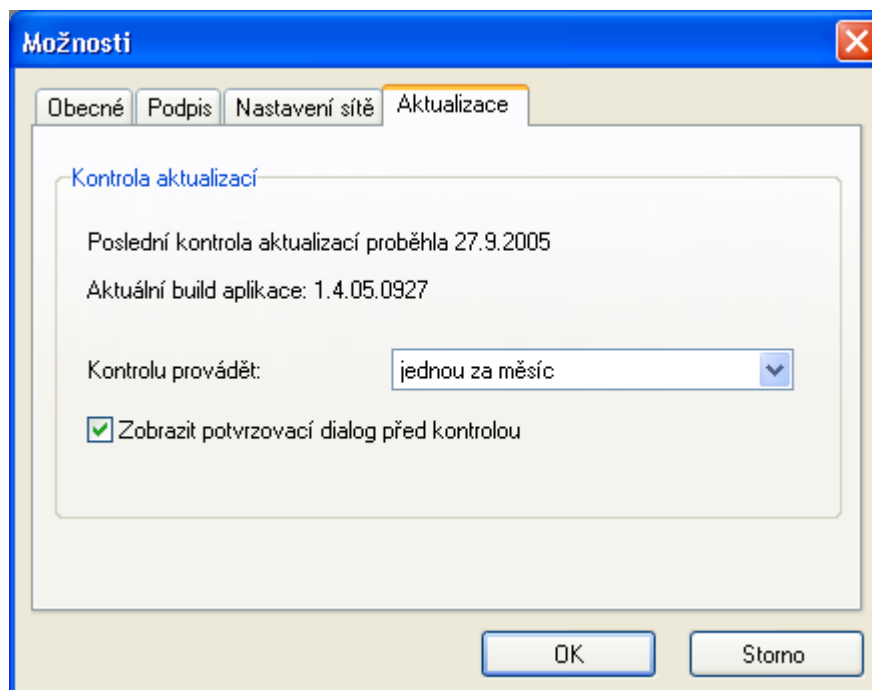 Možnosti
Obecné Podpis Nastavení sítě Aktualizace
Kontrola aktualizací
Poslední kontrola aktualizací proběhla 27.9.2005
Aktuální build aplikace: 1.4.05.0927
Kontrolu provádět: jednou za měsíc
Zobrazit potvrzovací dialog před kontrolou
OK Storno